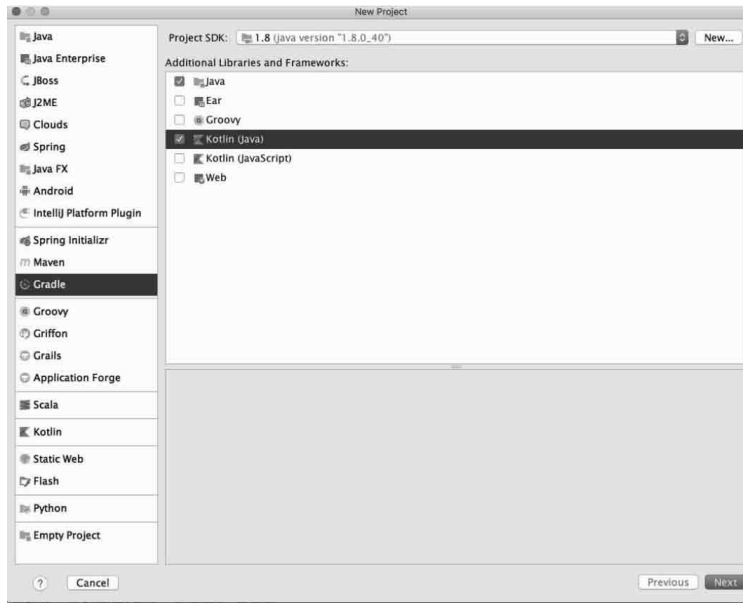 New Project
Java
Java Enterprise
JBoss
J2ME
Clouds
Spring
Java FX
Android
IntelliJ Platform Plugin
Spring Initializr
Maven
Gradle
Groovy
Griffon
Grails
Application Forge
Scala
Kotlin
Static Web
Flash
Python
Empty Project
Project SDK: 1.8 (java version "1.8.0_40") New...
Additional Libraries and Frameworks:
Java
Ear
Groovy
Kotlin (Java)
Kotlin (JavaScript)
Web
? Cancel Previous Next